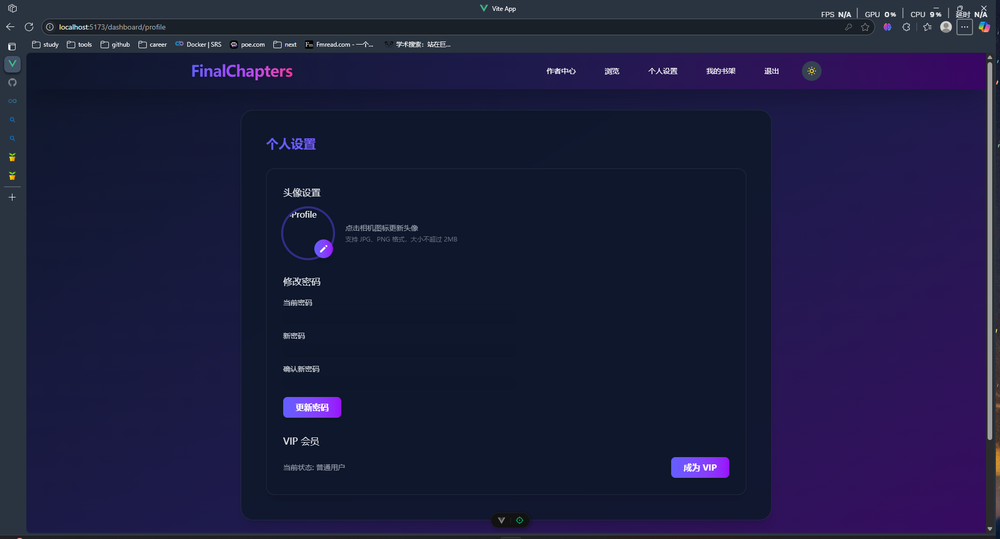 Vite App
FPS N/A GPU 0% CPU 9% 延时 N/A
localhost:5173/dashboard/profile
study tools github career Docker | SRS poe.com next Fm Fmread.com - 一个... 学术搜索：站在巨...
FinalChapters 作者中心 浏览 个人设置 我的书架 退出
个人设置
头像设置
Profile
点击相机图标更新头像
支持 JPG、PNG 格式，大小不超过 2MB
修改密码
当前密码
新密码
确认新密码
更新密码
VIP 会员
当前状态: 普通用户
成为 VIP